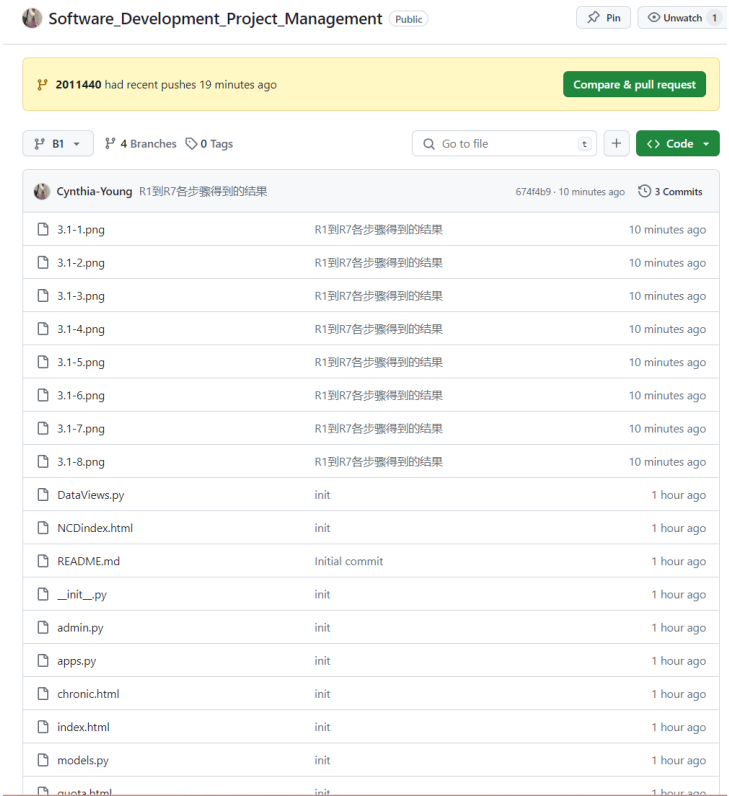 Software_Development_Project_Management Public Pin Unwatch 1
2011440 had recent pushes 19 minutes ago Compare & pull request
B1 4 Branches 0 Tags Go to file t + <> Code
Cynthia-Young R1到R7各步骤得到的结果 674f4b9 · 10 minutes ago 3 Commits
3.1-1.png R1到R7各步骤得到的结果 10 minutes ago
3.1-2.png R1到R7各步骤得到的结果 10 minutes ago
3.1-3.png R1到R7各步骤得到的结果 10 minutes ago
3.1-4.png R1到R7各步骤得到的结果 10 minutes ago
3.1-5.png R1到R7各步骤得到的结果 10 minutes ago
3.1-6.png R1到R7各步骤得到的结果 10 minutes ago
3.1-7.png R1到R7各步骤得到的结果 10 minutes ago
3.1-8.png R1到R7各步骤得到的结果 10 minutes ago
DataViews.py init 1 hour ago
NCDindex.html init 1 hour ago
README.md Initial commit 1 hour ago
__init__.py init 1 hour ago
admin.py init 1 hour ago
apps.py init 1 hour ago
chronic.html init 1 hour ago
index.html init 1 hour ago
models.py init 1 hour ago
quota.html init 1 hour ago